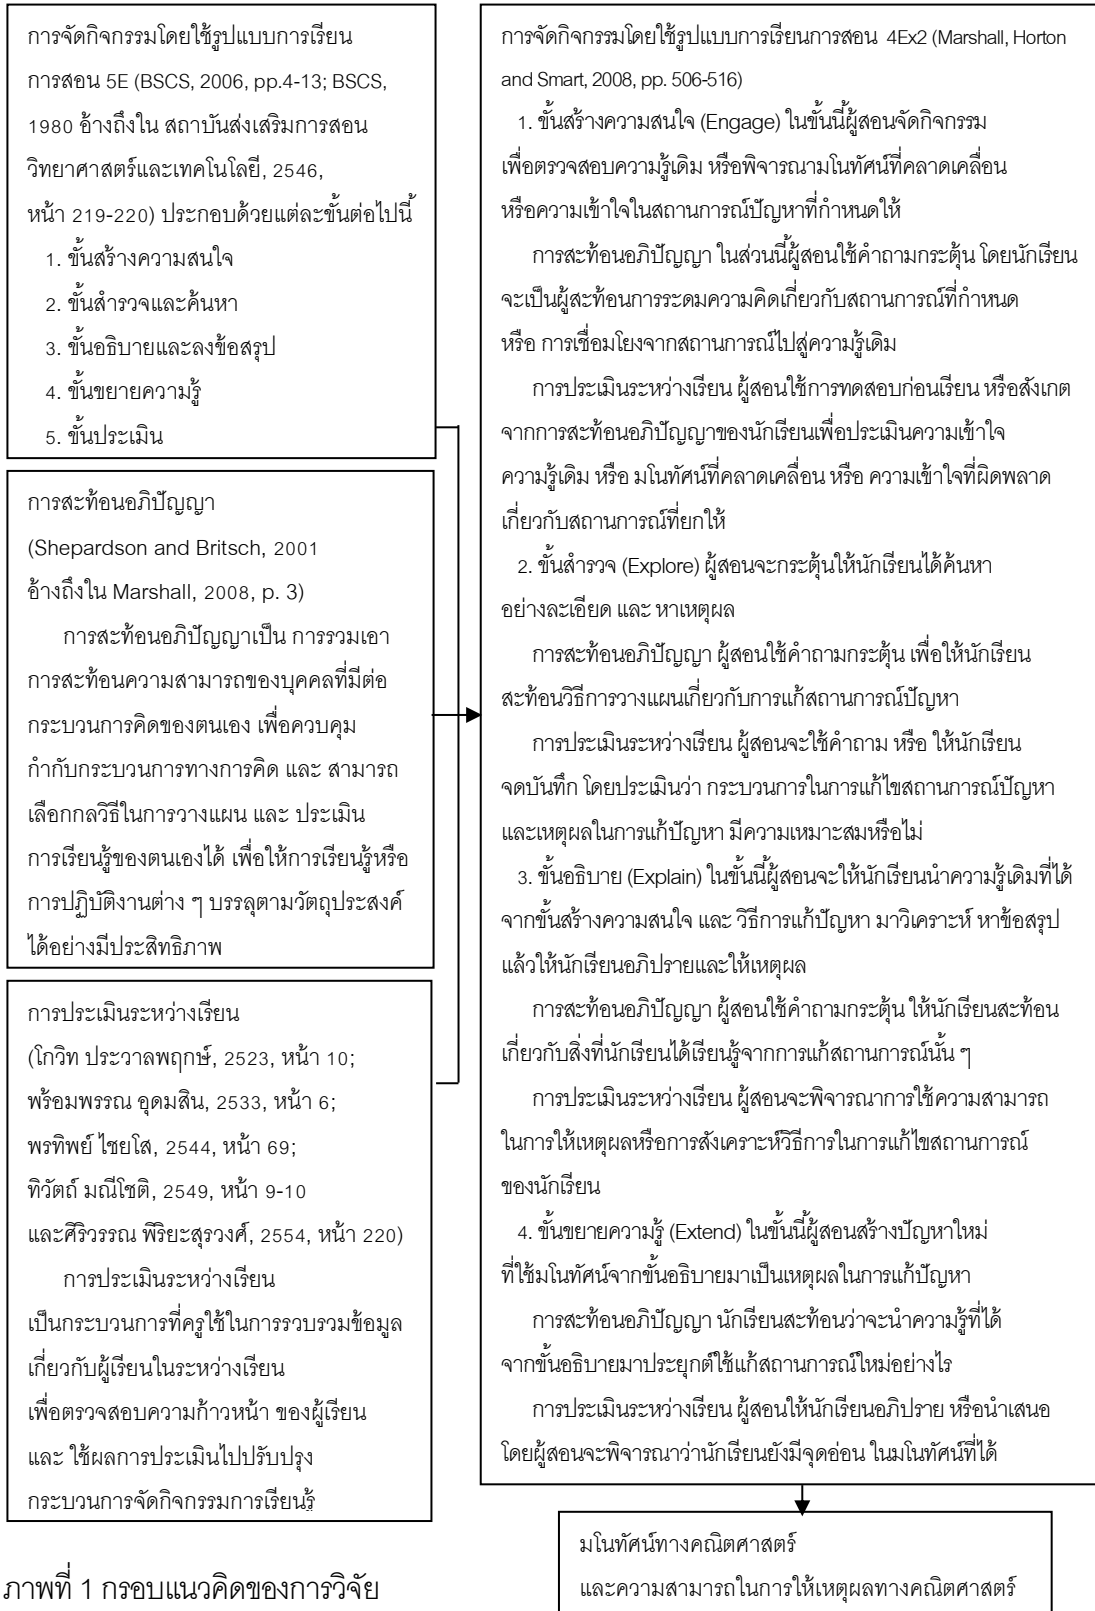 การจัดกิจกรรมโดยใช้รูปแบบการเรียน
การสอน 5E (BSCS, 2006, pp.4-13; BSCS,
1980 อ้างถึงใน สถาบันส่งเสริมการสอน
วิทยาศาสตร์และเทคโนโลยี, 2546,
หน้า 219-220) ประกอบด้วยแต่ละขั้นต่อไปนี้
1. ขั้นสร้างความสนใจ
2. ขั้นสำรวจและค้นหา
3. ขั้นอธิบายและลงข้อสรุป
4. ขั้นขยายความรู้
5. ขั้นประเมิน
การสะท้อนอภิปัญญา
(Shepardson and Britsch, 2001
อ้างถึงใน Marshall, 2008, p. 3)
การสะท้อนอภิปัญญาเป็น การรวมเอา
การสะท้อนความสามารถของบุคคลที่มีต่อ
กระบวนการคิดของตนเอง เพื่อควบคุม
กำกับกระบวนการทางการคิด และ สามารถ
เลือกกลวิธีในการวางแผน และ ประเมิน
การเรียนรู้ของตนเองได้ เพื่อให้การเรียนรู้หรือ
การปฏิบัติงานต่าง ๆ บรรลุตามวัตถุประสงค์
ได้อย่างมีประสิทธิภาพ
การประเมินระหว่างเรียน
(โกวิท ประวาลพฤกษ์, 2523, หน้า 10;
พร้อมพรรณ อุดมสิน, 2533, หน้า 6;
พรทิพย์ ไชยโส, 2544, หน้า 69;
ทิวัตถ์ มณีโชติ, 2549, หน้า 9-10
และศิริวรรณ พิริยะสุรวงศ์, 2554, หน้า 220)
การประเมินระหว่างเรียน
เป็นกระบวนการที่ครูใช้ในการรวบรวมข้อมูล
เกี่ยวกับผู้เรียนในระหว่างเรียน
เพื่อตรวจสอบความก้าวหน้า ของผู้เรียน
และ ใช้ผลการประเมินไปปรับปรุง
กระบวนการจัดกิจกรรมการเรียนรู้
การจัดกิจกรรมโดยใช้รูปแบบการเรียนการสอน 4Ex2 (Marshall, Horton
and Smart, 2008, pp. 506-516)
1. ขั้นสร้างความสนใจ (Engage) ในขั้นนี้ผู้สอนจัดกิจกรรม
เพื่อตรวจสอบความรู้เดิม หรือพิจารณามโนทัศน์ที่คลาดเคลื่อน
หรือความเข้าใจในสถานการณ์ปัญหาที่กำหนดให้
การสะท้อนอภิปัญญา ในส่วนนี้ผู้สอนใช้คำถามกระตุ้น โดยนักเรียน
จะเป็นผู้สะท้อนการระดมความคิดเกี่ยวกับสถานการณ์ที่กำหนด
หรือ การเชื่อมโยงจากสถานการณ์ไปสู่ความรู้เดิม
การประเมินระหว่างเรียน ผู้สอนใช้การทดสอบก่อนเรียน หรือสังเกต
จากการสะท้อนอภิปัญญาของนักเรียนเพื่อประเมินความเข้าใจ
ความรู้เดิม หรือ มโนทัศน์ที่คลาดเคลื่อน หรือ ความเข้าใจที่ผิดพลาด
เกี่ยวกับสถานการณ์ที่ยกให้
2. ขั้นสำรวจ (Explore) ผู้สอนจะกระตุ้นให้นักเรียนได้ค้นหา
อย่างละเอียด และ หาเหตุผล
การสะท้อนอภิปัญญา ผู้สอนใช้คำถามกระตุ้น เพื่อให้นักเรียน
สะท้อนวิธีการวางแผนเกี่ยวกับการแก้สถานการณ์ปัญหา
การประเมินระหว่างเรียน ผู้สอนจะใช้คำถาม หรือ ให้นักเรียน
จดบันทึก โดยประเมินว่า กระบวนการในการแก้ไขสถานการณ์ปัญหา
และเหตุผลในการแก้ปัญหา มีความเหมาะสมหรือไม่
3. ขั้นอธิบาย (Explain) ในขั้นนี้ผู้สอนจะให้นักเรียนนำความรู้เดิมที่ได้
จากขั้นสร้างความสนใจ และ วิธีการแก้ปัญหา มาวิเคราะห์ หาข้อสรุป
แล้วให้นักเรียนอภิปรายและให้เหตุผล
การสะท้อนอภิปัญญา ผู้สอนใช้คำถามกระตุ้น ให้นักเรียนสะท้อน
เกี่ยวกับสิ่งที่นักเรียนได้เรียนรู้จากการแก้สถานการณ์นั้น ๆ
การประเมินระหว่างเรียน ผู้สอนจะพิจารณาการใช้ความสามารถ
ในการให้เหตุผลหรือการสังเคราะห์วิธีการในการแก้ไขสถานการณ์
ของนักเรียน
4. ขั้นขยายความรู้ (Extend) ในขั้นนี้ผู้สอนสร้างปัญหาใหม่
ที่ใช้มโนทัศน์จากขั้นอธิบายมาเป็นเหตุผลในการแก้ปัญหา
การสะท้อนอภิปัญญา นักเรียนสะท้อนว่าจะนำความรู้ที่ได้
จากขั้นอธิบายมาประยุกต์ใช้แก้สถานการณ์ใหม่อย่างไร
การประเมินระหว่างเรียน ผู้สอนให้นักเรียนอภิปราย หรือนำเสนอ
โดยผู้สอนจะพิจารณาว่านักเรียนยังมีจุดอ่อน ในมโนทัศน์ที่ได้
มโนทัศน์ทางคณิตศาสตร์
และความสามารถในการให้เหตุผลทางคณิตศาสตร์
ภาพที่ 1 กรอบแนวคิดของการวิจัย